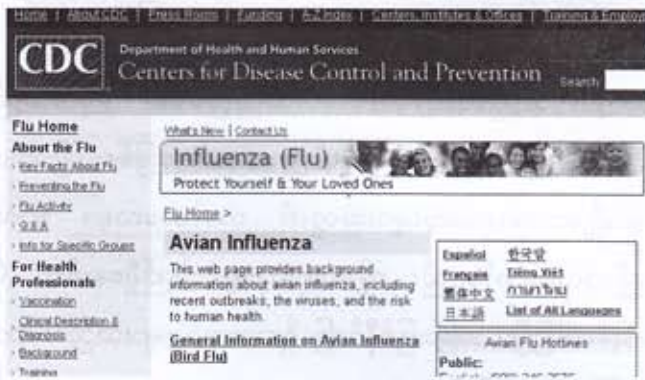 Home | About CDC | Press Room | Funding | A-Z Index | Centers, Institutes & Offices | Training & Employ
CDC
Department of Health and Human Services
Centers for Disease Control and Prevention
Search
Flu Home
About the Flu
Key Facts About Flu
Preventing the Flu
Flu Activity
Q & A
Info for Specific Groups
For Health
Professionals
Vaccination
Clinical Description &
Diagnosis
Background
Training
What's New | Contact Us
Influenza (Flu)
Protect Yourself & Your Loved Ones
Flu Home >
Avian Influenza
This web page provides background
information about avian influenza, including
recent outbreaks, the viruses, and the risk
to human health.
General Information on Avian Influenza
(Bird Flu)
Español
Français Tiếng Việt
繁体中文 ภาษาไทย
日本語 List of All Languages
Avian Flu Hotlines
Public: